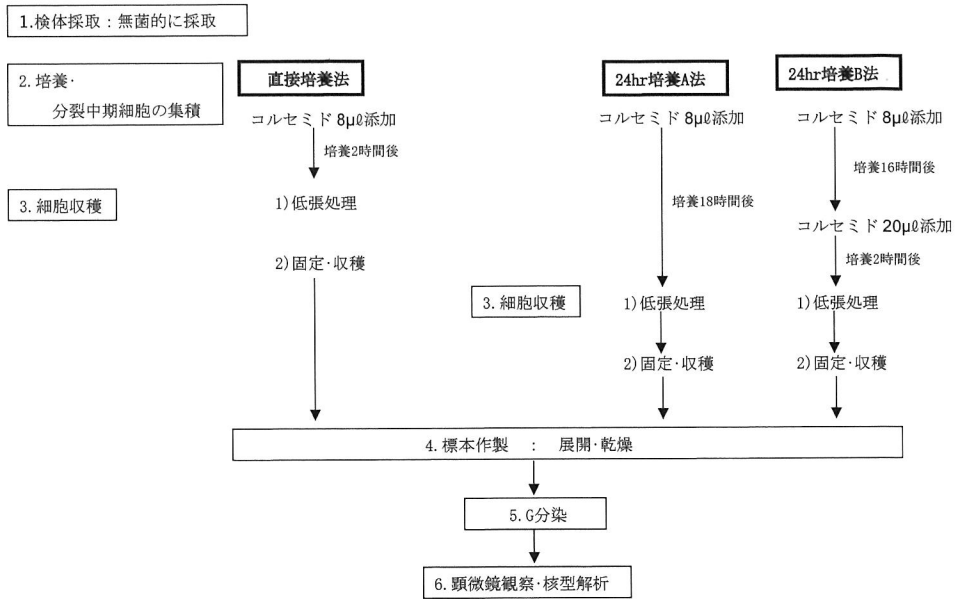 1.検体採取：無菌的に採取
2.培養･
分裂中期細胞の集積
直接培養法
24hr培養A法
24hr培養B法
コルセミド 8μℓ添加
コルセミド 8μℓ添加
コルセミド 8μℓ添加
培養2時間後
培養16時間後
3.細胞収穫
1)低張処理
培養18時間後
コルセミド 20μℓ添加
培養2時間後
2)固定･収穫
3.細胞収穫
1)低張処理
1)低張処理
2)固定･収穫
2)固定･収穫
4.標本作製 ： 展開･乾燥
5.G分染
6.顕微鏡観察･核型解析